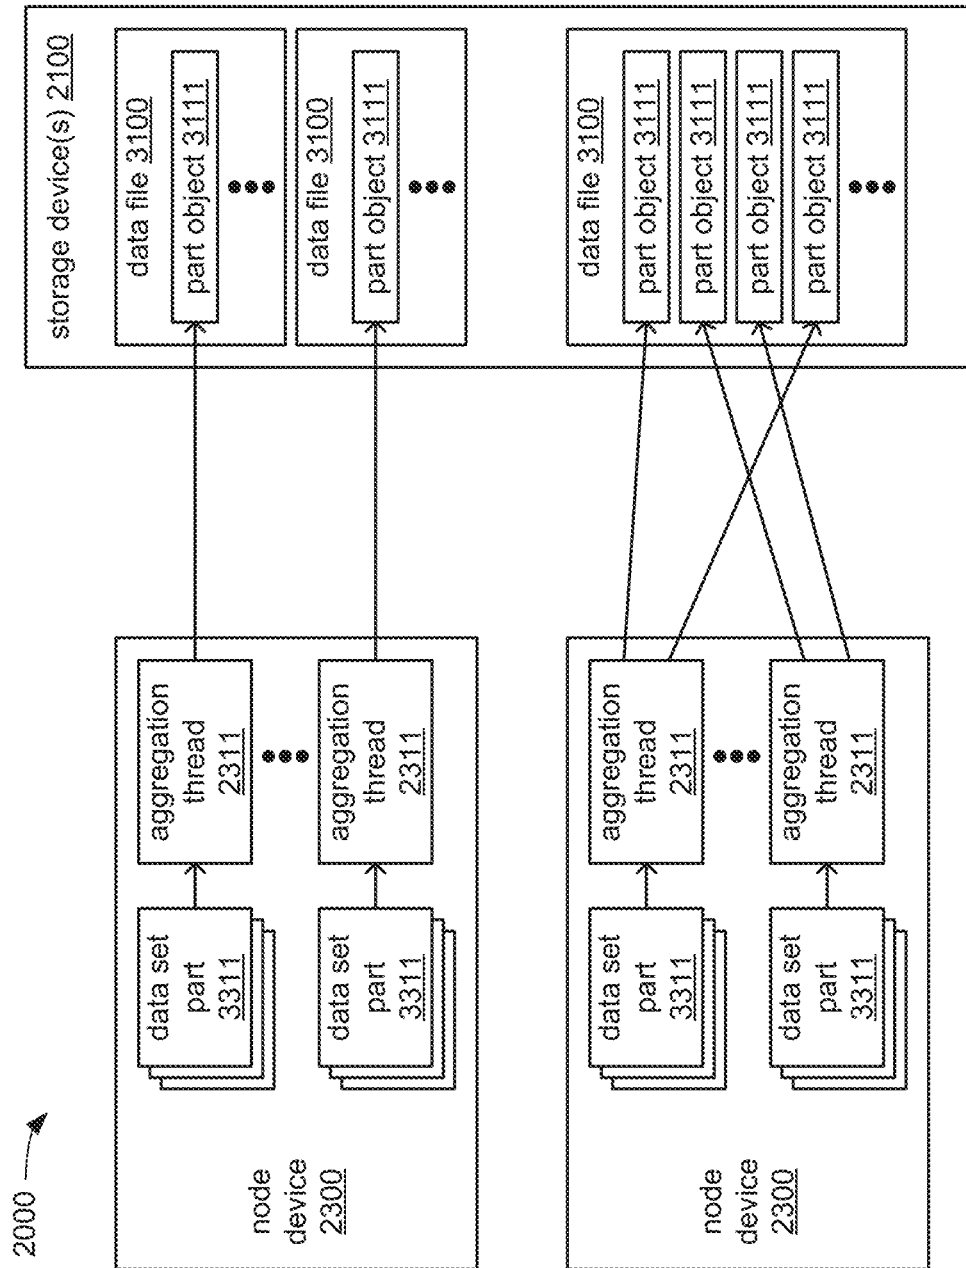 2000
storage device(s) 2100
data file 3100
part object 3111
data file 3100
part object 3111
data file 3100
part object 3111
part object 3111
part object 3111
part object 3111
node
device
2300
data set
part
3311
aggregation
thread
2311
data set
part
3311
aggregation
thread
2311
node
device
2300
data set
part
3311
aggregation
thread
2311
data set
part
3311
aggregation
thread
2311